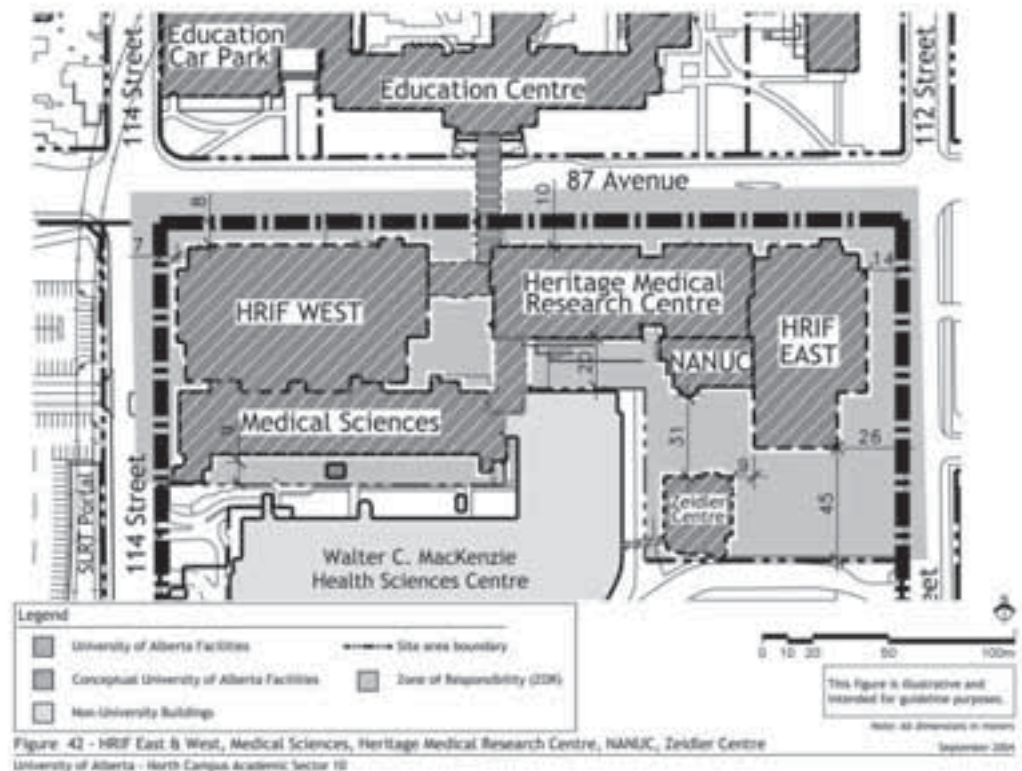 114 Street
Education
Car Park
Education Centre
112 Street
87 Avenue
8
10
7
14
HRIF WEST
Heritage Medical
Research Centre
HRIF
EAST
NANUC
20
Medical Sciences
31
9
26
45
Zeidler
Centre
SLRT Portal
114 Street
Walter C. MacKenzie
Health Sciences Centre
eet
Legend
University of Alberta Facilities
Site area boundary
Conceptual University of Alberta Facilities
Zone of Responsibility (ZOR)
Non-University Buildings
0 10 20 50 100m
This figure is illustrative and
intended for guideline purposes.
Note: All dimensions in meters
Figure 42 - HRIF East & West, Medical Sciences, Heritage Medical Research Centre, NANUC, Zeidler Centre
September 2004
University of Alberta - North Campus Academic Sector 10